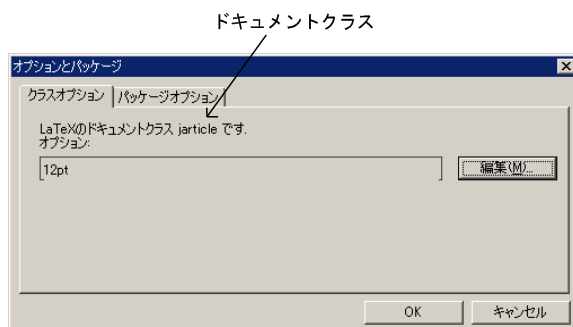 ドキュメントクラス
オプションとパッケージ
クラスオプション パッケージオプション
LaTeXのドキュメントクラス jarticle です.
オプション:
12pt 編集(M)...
OK キャンセル